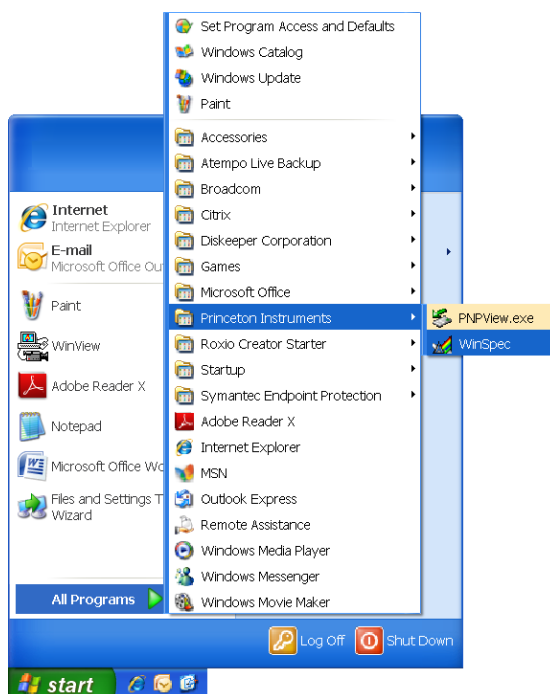 Set Program Access and Defaults
Windows Catalog
Windows Update
Paint
Accessories
Atempo Live Backup
Broadcom
Citrix
Diskeeper Corporation
Games
Microsoft Office
Princeton Instruments
Roxio Creator Starter
Startup
Symantec Endpoint Protection
Adobe Reader X
Internet Explorer
MSN
Outlook Express
Remote Assistance
Windows Media Player
Windows Messenger
Windows Movie Maker
PNPView.exe
WinSpec
Internet
Internet Explorer
E-mail
Microsoft Office Ou
Paint
WinView
Adobe Reader X
Notepad
Microsoft Office Wo
Files and Settings T
Wizard
All Programs
Log Off
Shut Down
start